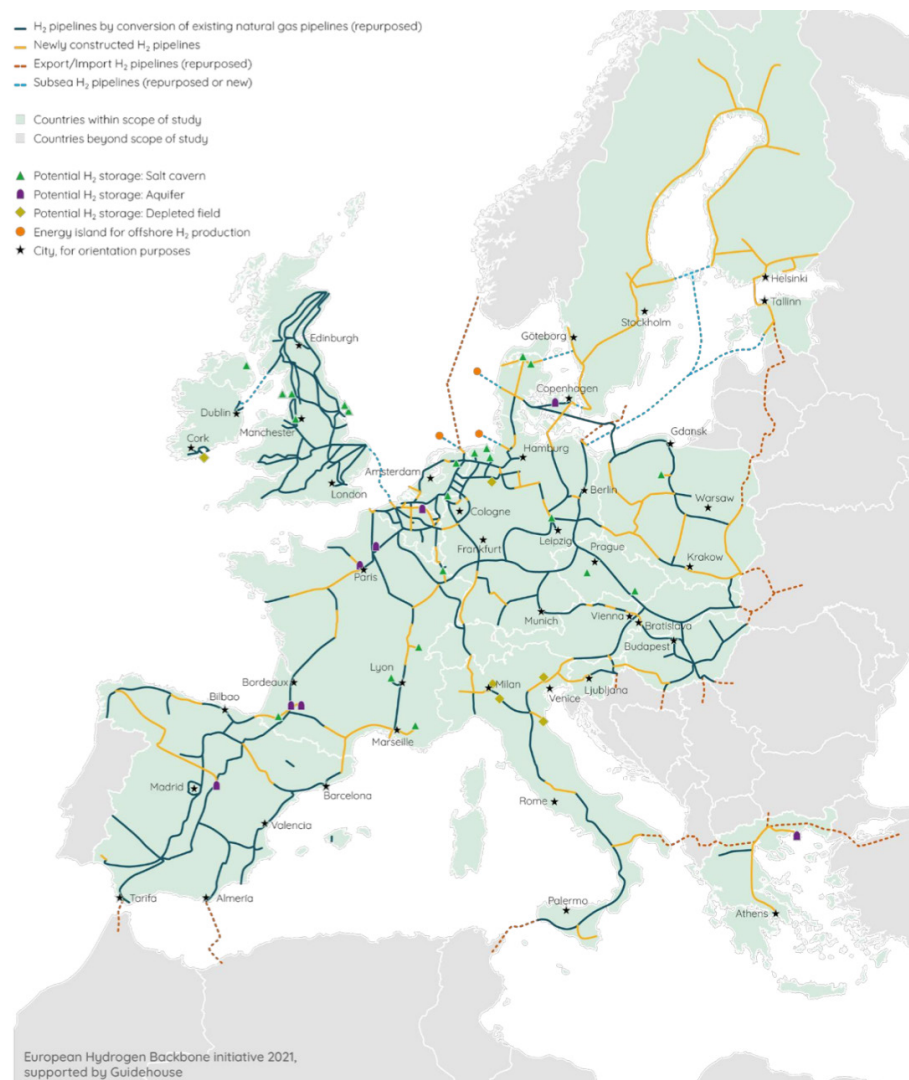 H₂ pipelines by conversion of existing natural gas pipelines (repurposed)
Newly constructed H₂ pipelines
Export/Import H₂ pipelines (repurposed)
Subsea H₂ pipelines (repurposed or new)
Countries within scope of study
Countries beyond scope of study
Potential H₂ storage: Salt cavern
Potential H₂ storage: Aquifer
Potential H₂ storage: Depleted field
Energy island for offshore H₂ production
City, for orientation purposes
Helsinki
Tallinn
Stockholm
Göteborg
Edinburgh
Copenhagen
Dublin
Manchester
Cork
Gdansk
Hamburg
Amsterdam
London
Berlin
Warsaw
Cologne
Leipzig
Frankfurt
Prague
Krakow
Paris
Munich
Vienna
Bratislava
Budapest
Lyon
Bordeaux
Milan
Ljubljana
Venice
Bilbao
Marseille
Madrid
Barcelona
Rome
Valencia
Tarifa
Almería
Palermo
Athens
European Hydrogen Backbone initiative 2021,
supported by Guidehouse